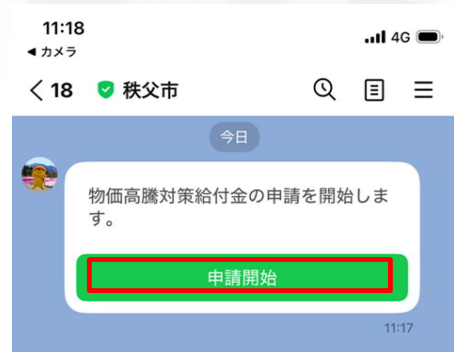 11:18
4G
◀ カメラ
18 秩父市
今日
物価高騰対策給付金の申請を開始しま
す。
申請開始
11:17